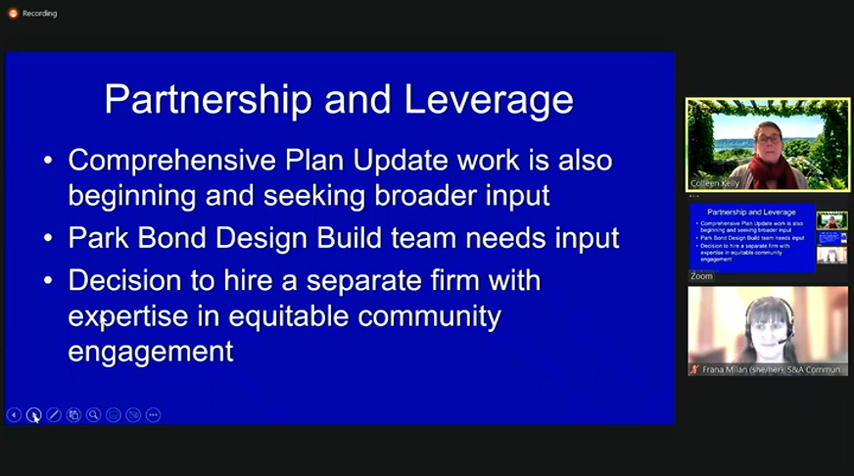 Recording
Partnership and Leverage
• Comprehensive Plan Update work is also
beginning and seeking broader input
• Park Bond Design Build team needs input
• Decision to hire a separate firm with
expertise in equitable community
engagement
Colleen Kelly
Partnership and Leverage
• Comprehensive Plan Update work is also
beginning and seeking broader input
• Park Bond Design Build team needs input
• Decision to hire a separate firm with
expertise in equitable community
engagement
Zoom
Frana Milan (she/her), S&A Commun